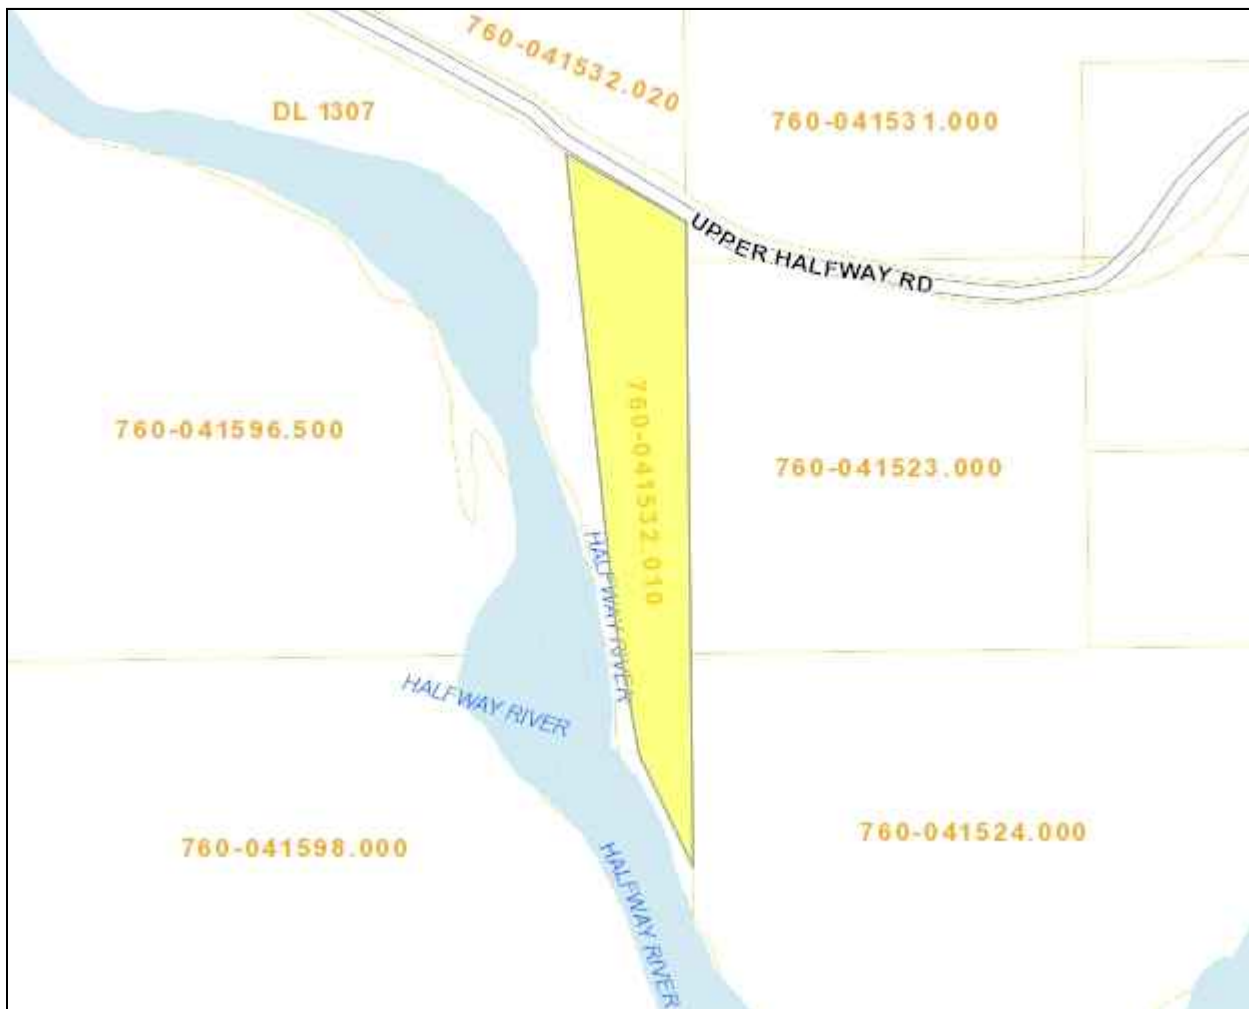 760-041532.020
DL 1307
760-041531.000
UPPER HALFWAY RD
760-041596.500
760-041532.010
760-041523.000
HALFWAY RIVER
HALFWAY RIVER
760-041598.000
760-041524.000
HALFWAY RIVER